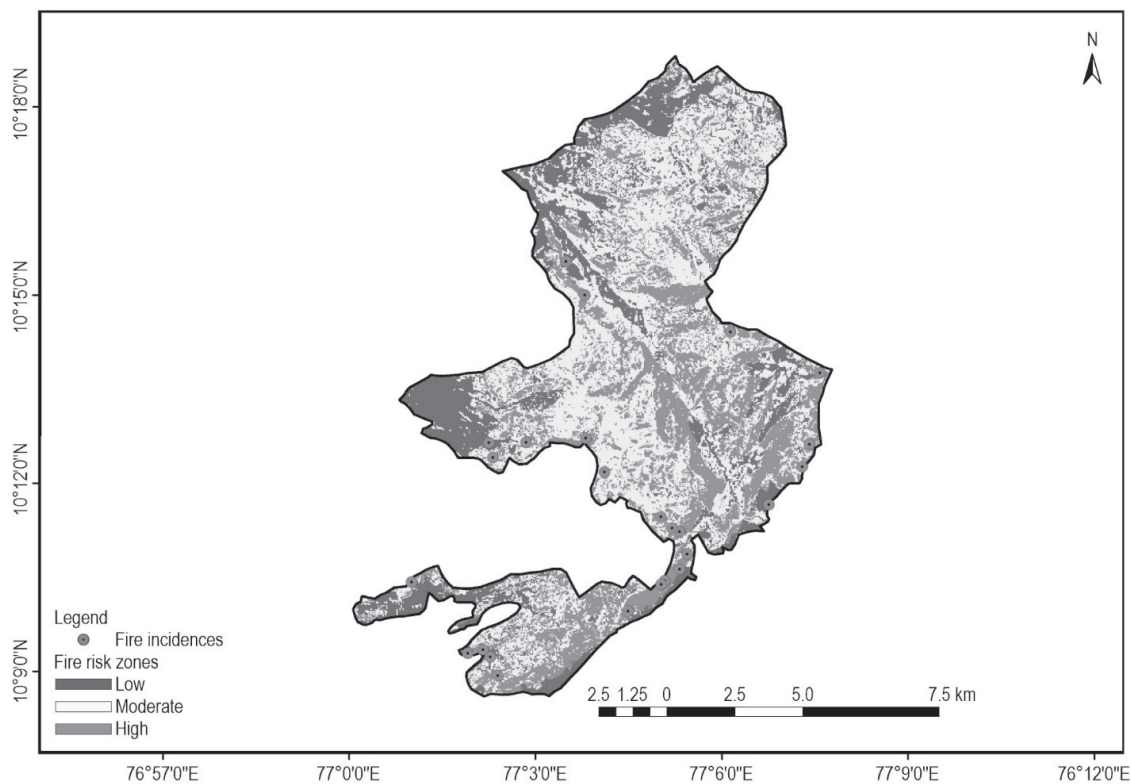 N
10°18'0"N
10°15'0"N
10°12'0"N
10°9'0"N
Legend
Fire incidences
Fire risk zones
Low
Moderate
High
2.5 1.25 0 2.5 5.0 7.5 km
76°57'0"E 77°0'0"E 77°3'0"E 77°6'0"E 77°9'0"E 76°12'0"E